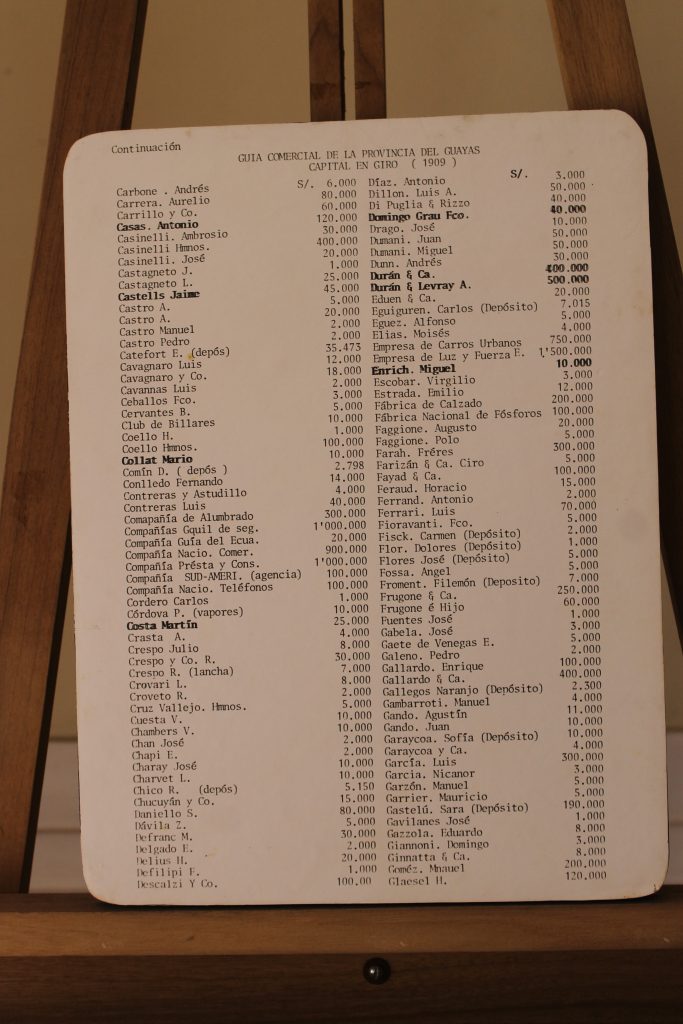 Continuación
GUIA COMERCIAL DE LA PROVINCIA DEL GUAYAS
CAPITAL EN GIRO ( 1909 )
Carbone . Andrés S/. 6.000
Carrera. Aurelio 80.000
Carrillo y Co. 60.000
Casas. Antonio 120.000
Casinelli. Ambrosio 30.000
Casinelli Hmnos. 400.000
Casinelli. José 20.000
Castagneto J. 1.000
Castagneto L. 25.000
Castells Jaime 45.000
Castro A. 5.000
Castro A. 20.000
Castro Manuel 2.000
Castro Pedro 2.000
Catefort E. (depós) 35.473
Cavagnaro Luis 12.000
Cavagnaro y Co. 18.000
Cavannas Luis 2.000
Ceballos Fco. 3.000
Cervantes B. 5.000
Club de Billares 10.000
Coello H. 1.000
Coello Hmnos. 100.000
Collat Mario 10.000
Comín D. ( depós ) 2.798
Conlledo Fernando 14.000
Contreras y Astudillo 4.000
Contreras Luis 40.000
Comapañía de Alumbrado 300.000
Compañías Gquil de seg. 1'000.000
Compañía Guía del Ecua. 20.000
Compañía Nacio. Comer. 900.000
Compañía Présta y Cons. 1'000.000
Compañía SUD-AMERI. (agencia) 100.000
Compañía Nacio. Teléfonos 100.000
Cordero Carlos 1.000
Córdova P. (vapores) 10.000
Costa Martín 25.000
Crasta A. 4.000
Crespo Julio 8.000
Crespo y Co. R. 30.000
Crespo R. (lancha) 7.000
Crovari L. 8.000
Croveto R. 2.000
Cruz Vallejo. Hmnos. 5.000
Cuesta V. 10.000
Chambers V. 10.000
Chan José 2.000
Chapi E. 2.000
Charay José 10.000
Charvet L. 10.000
Chico R. (depós) 5.150
Chucuyán y Co. 15.000
Daniello S. 80.000
Dávila Z. 5.000
Defranc M. 30.000
Delgado E. 2.000
Delius H. 20.000
Defilipi F. 1.000
Descalzi Y Co. 100.00
Díaz. Antonio S/. 3.000
Dillon. Luis A. 50.000
Di Puglia & Rizzo 40.000
Domingo Grau Fco. 40.000
Drago. José 10.000
Dumani. Juan 50.000
Dumani. Miguel 50.000
Dunn. Andrés 30.000
Durán & Ca. 400.000
Durán & Levray A. 500.000
Eduen & Ca. 20.000
Eguiguren. Carlos (Depósito) 7.015
Eguez. Alfonso 5.000
Elias. Moisés 4.000
Empresa de Carros Urbanos 750.000
Empresa de Luz y Fuerza E. 1'500.000
Enrich. Miguel 10.000
Escobar. Virgilio 3.000
Estrada. Emilio 12.000
Fábrica de Calzado 200.000
Fábrica Nacional de Fósforos 100.000
Faggione. Augusto 20.000
Faggione. Polo 5.000
Farah. Fréres 300.000
Farizán & Ca. Ciro 5.000
Fayad & Ca. 100.000
Feraud. Horacio 15.000
Ferrand. Antonio 2.000
Ferrari. Luis 70.000
Fioravanti. Fco. 5.000
Fisck. Carmen (Depósito) 2.000
Flor. Dolores (Depósito) 1.000
Flores José (Depósito) 5.000
Fossa. Angel 5.000
Froment. Filemón (Deposito) 7.000
Frugone & Ca. 250.000
Frugone é Hijo 60.000
Fuentes José 1.000
Gabela. José 3.000
Gaete de Venegas E. 5.000
Galeno. Pedro 2.000
Gallardo. Enrique 100.000
Gallardo & Ca. 400.000
Gallegos Naranjo (Depósito) 2.300
Gambarroti. Manuel 4.000
Gando. Agustín 11.000
Gando. Juan 10.000
Garaycoa. Sofía (Depósito) 10.000
Garaycoa y Ca. 4.000
García. Luis 300.000
Garcia. Nicanor 3.000
Garzón. Manuel 5.000
Garrier. Mauricio 5.000
Gastelú. Sara (Depósito) 190.000
Gavilanes José 1.000
Gazzola. Eduardo 8.000
Giannoni. Domingo 3.000
Ginnatta & Ca. 8.000
Goméz. Mnauel 200.000
Glaesel H. 120.000